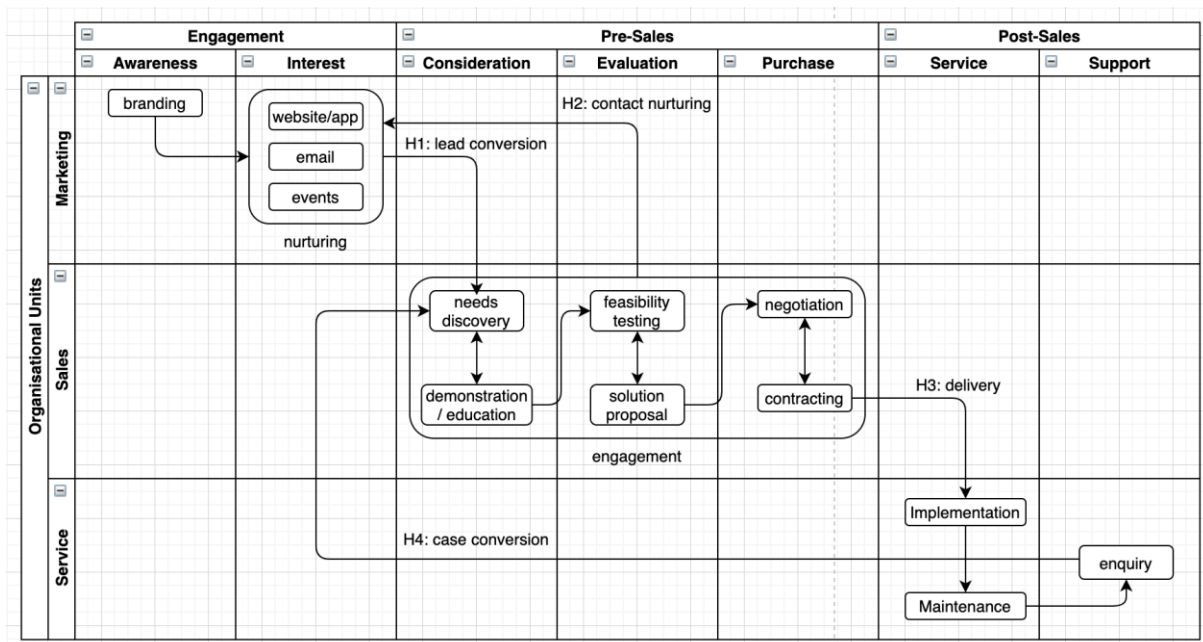 Engagement
Pre-Sales
Post-Sales
Awareness
Interest
Consideration
Evaluation
Purchase
Service
Support
Organisational Units
Marketing
branding
website/app
email
events
nurturing
H1: lead conversion
H2: contact nurturing
Sales
needs
discovery
demonstration
/ education
feasibility
testing
solution
proposal
negotiation
contracting
engagement
H3: delivery
Service
Implementation
Maintenance
enquiry
H4: case conversion